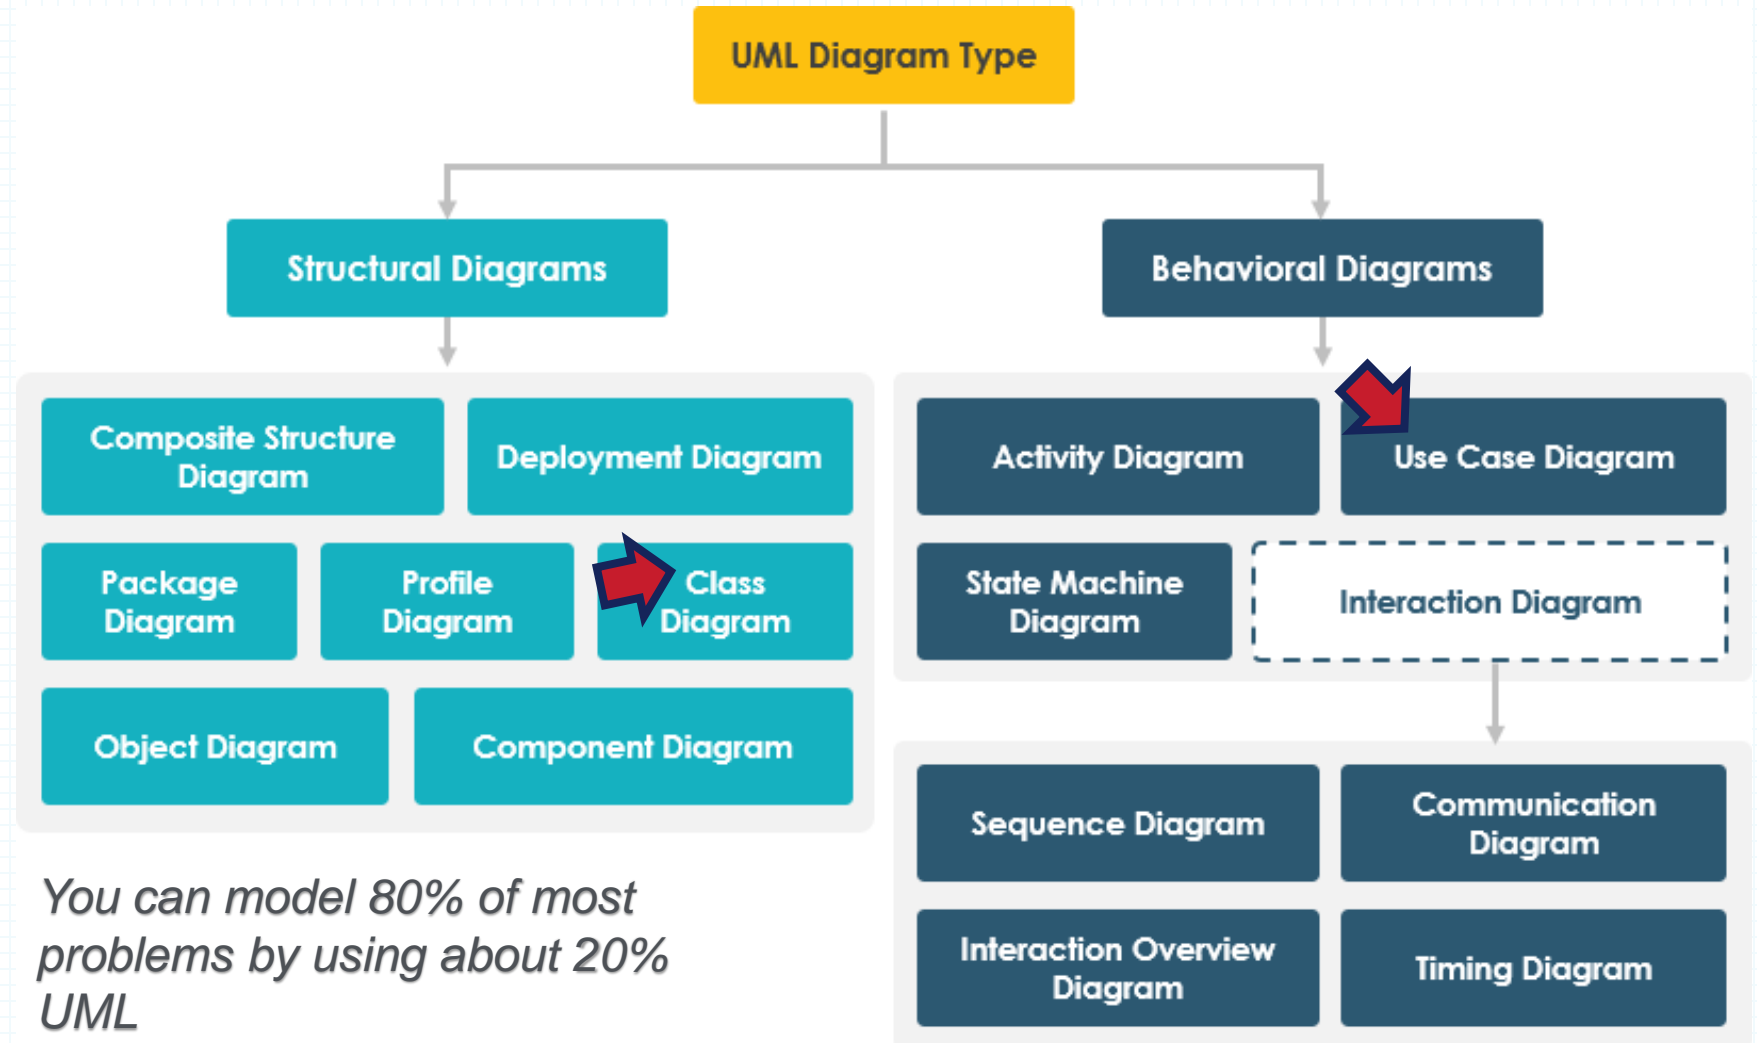 UML Diagram Type
Structural Diagrams
Behavioral Diagrams
Composite Structure
Diagram
Deployment Diagram
Package
Diagram
Profile
Diagram
Class
Diagram
Object Diagram
Component Diagram
Activity Diagram
Use Case Diagram
State Machine
Diagram
Interaction Diagram
Sequence Diagram
Communication
Diagram
Interaction Overview
Diagram
Timing Diagram
You can model 80% of most
problems by using about 20%
UML